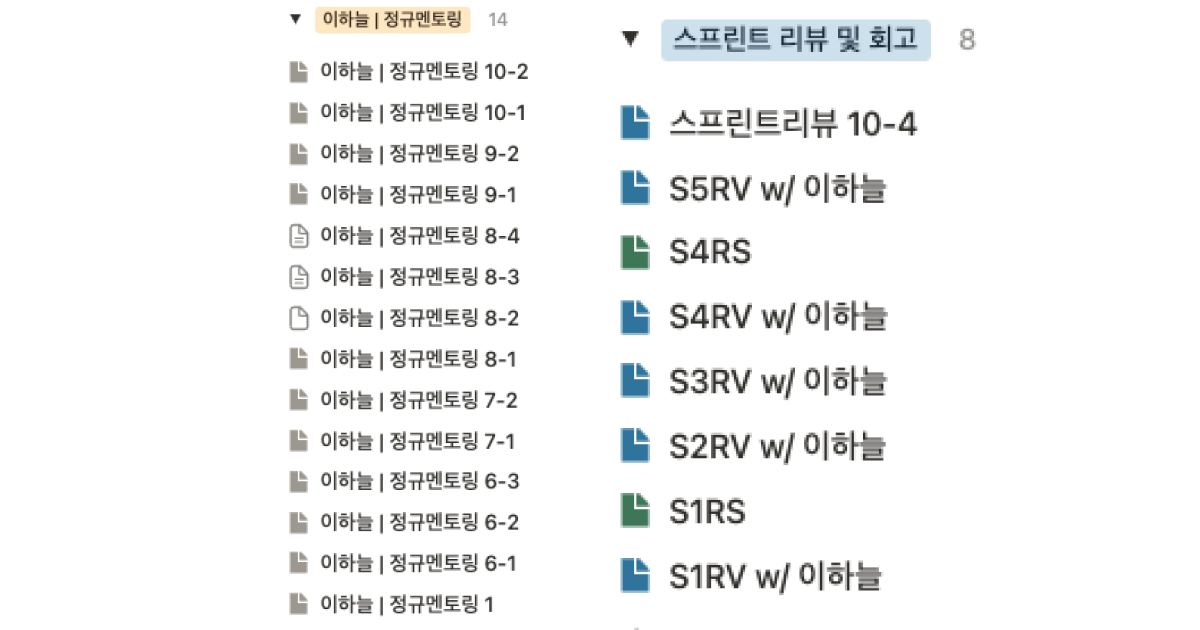 이하늘 | 정규멘토링 14
이하늘 | 정규멘토링 10-2
이하늘 | 정규멘토링 10-1
이하늘 | 정규멘토링 9-2
이하늘 | 정규멘토링 9-1
이하늘 | 정규멘토링 8-4
이하늘 | 정규멘토링 8-3
이하늘 | 정규멘토링 8-2
이하늘 | 정규멘토링 8-1
이하늘 | 정규멘토링 7-2
이하늘 | 정규멘토링 7-1
이하늘 | 정규멘토링 6-3
이하늘 | 정규멘토링 6-2
이하늘 | 정규멘토링 6-1
이하늘 | 정규멘토링 1
스프린트 리뷰 및 회고 8
스프린트리뷰 10-4
S5RV w/ 이하늘
S4RS
S4RV w/ 이하늘
S3RV w/ 이하늘
S2RV w/ 이하늘
S1RS
S1RV w/ 이하늘